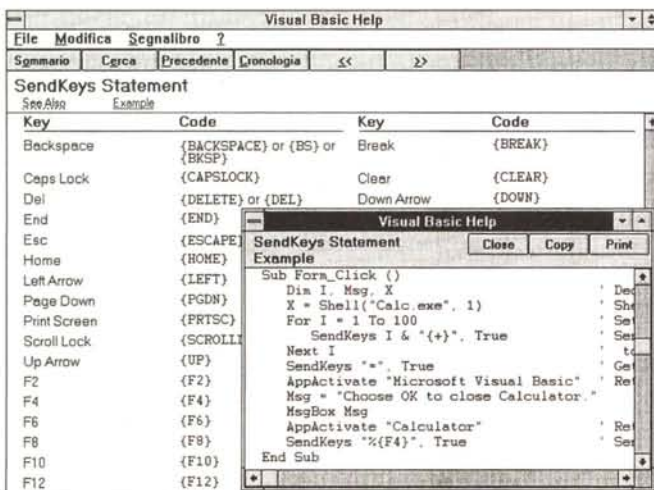 Visual Basic Help
File Modifica Segnalibro ?
Sommario Cerca Precedente Cronologia << >>
SendKeys Statement
See Also Example
Key Code Key Code
Backspace {BACKSPACE} or {BS} or {BKSP} Break {BREAK}
Caps Lock {CAPSLOCK} Clear {CLEAR}
Del {DELETE} or {DEL} Down Arrow {DOWN}
End {END}
Esc {ESCAPE}
Home {HOME}
Left Arrow {LEFT}
Page Down {PGDN}
Print Screen {PRTSC}
Scroll Lock
Up Arrow {UP}
F2 {F2}
F4 {F4}
F6 {F6}
F8 {F8}
F10 {F10}
F12 {F12}
Visual Basic Help
SendKeys Statement Example
Close Copy Print
Sub Form_Click ()
Dim I, Msg, X '
X = Shell("Calc.exe", 1) '
For I = 1 To 100 '
SendKeys I & "{+}", True '
Next I '
SendKeys "=", True '
AppActivate "Microsoft Visual Basic" '
Msg = "Choose OK to close Calculator."
MsgBox Msg
AppActivate "Calculator" '
SendKeys "%{F4}", True '
End Sub